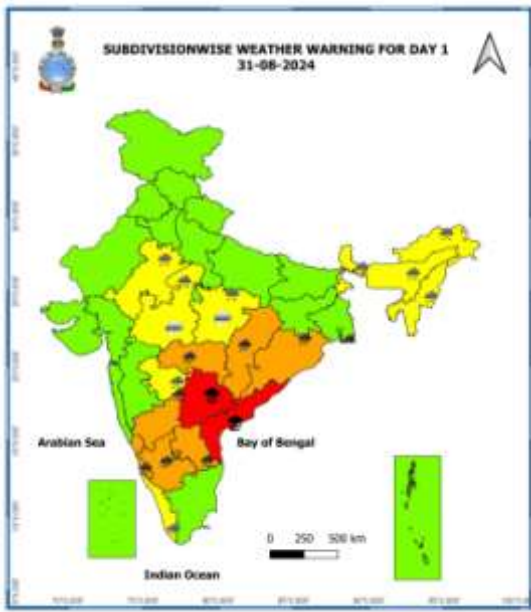 SUBDIVISIONWISE WEATHER WARNING FOR DAY 1
31-08-2024
Arabian Sea
Bay of Bengal
0 250 500 km
Indian Ocean